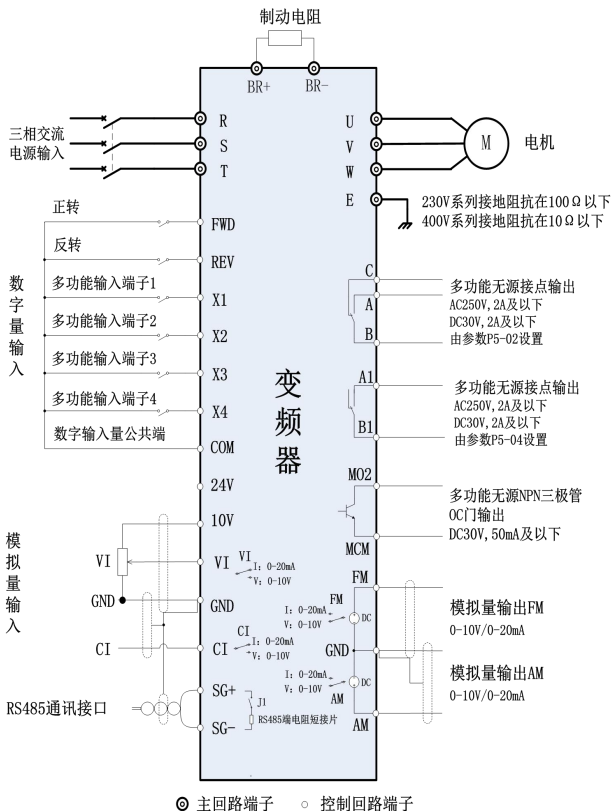 制动电阻
BR+ BR-
三相交流
电源输入
R
S
T
U
V
W
E
M
电机
230V系列接地阻抗在100Ω以下
400V系列接地阻抗在10Ω以下
数字量输入
正转
FWD
反转
REV
多功能输入端子1
X1
多功能输入端子2
X2
多功能输入端子3
X3
多功能输入端子4
X4
数字输入量公共端
COM
24V
10V
变频器
C
A
B
多功能无源接点输出
AC250V,2A及以下
DC30V,2A及以下
由参数P5-02设置
A1
B1
多功能无源接点输出
AC250V,2A及以下
DC30V,2A及以下
由参数P5-04设置
MO2
MCM
多功能无源NPN三极管
OC门输出
DC30V,50mA及以下
模拟量输入
VI
VI
VI
I: 0-20mA
V: 0-10V
GND
GND
CI
CI
CI
I: 0-20mA
V: 0-10V
RS485通讯接口
SG+
SG-
J1
RS485端电阻短接片
FM
FM
I: 0-20mA
V: 0-10V
DC
模拟量输出FM
0-10V/0-20mA
GND
I: 0-20mA
V: 0-10V
DC
AM
AM
模拟量输出AM
0-10V/0-20mA
主回路端子 控制回路端子